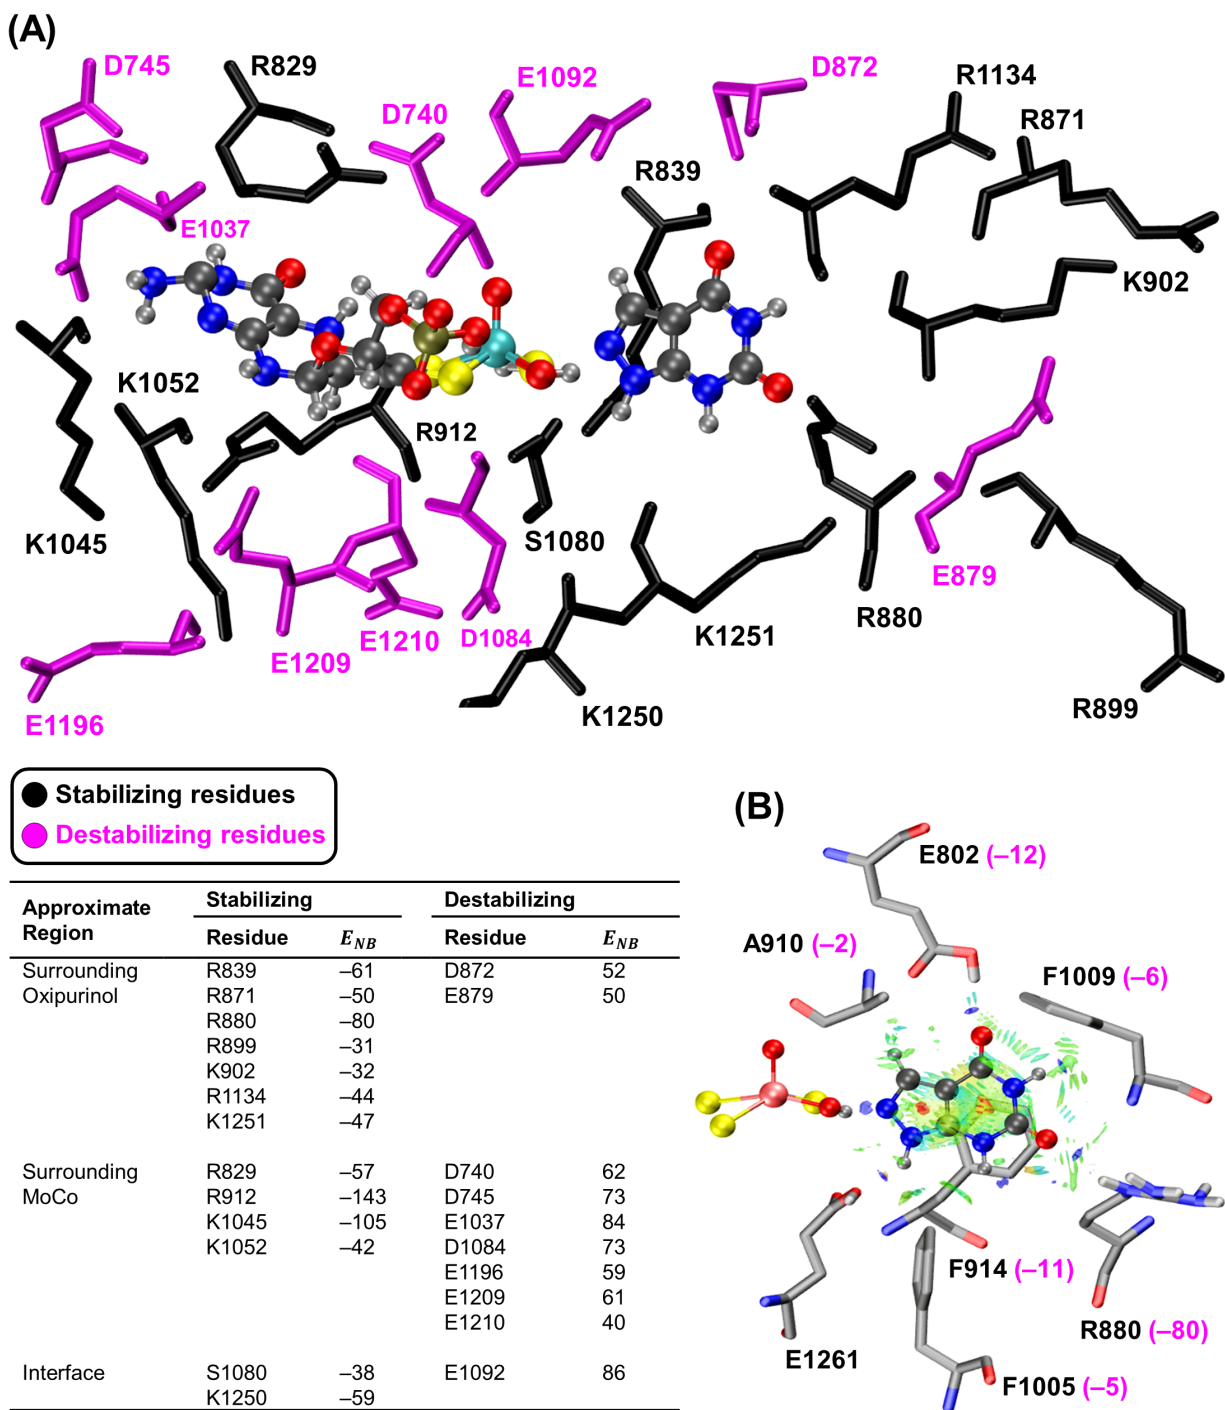 (A)
D745
R829
E1092
D872
R1134
D740
R871
R839
E1037
K902
K1052
R912
K1045
S1080
E879
R880
K1251
E1210
D1084
E1209
K1250
R899
E1196
Stabilizing residues
Destabilizing residues
(B)
E802 (–12)
A910 (–2)
F1009 (–6)
F914 (–11)
R880 (–80)
E1261
F1005 (–5)
Approximate Region Stabilizing Destabilizing
Residue E_NB Residue E_NB
Surrounding R839 –61 D872 52
Oxipurinol R871 –50 E879 50
R880 –80
R899 –31
K902 –32
R1134 –44
K1251 –47
Surrounding R829 –57 D740 62
MoCo R912 –143 D745 73
K1045 –105 E1037 84
K1052 –42 D1084 73
E1196 59
E1209 61
E1210 40
Interface S1080 –38 E1092 86
K1250 –59